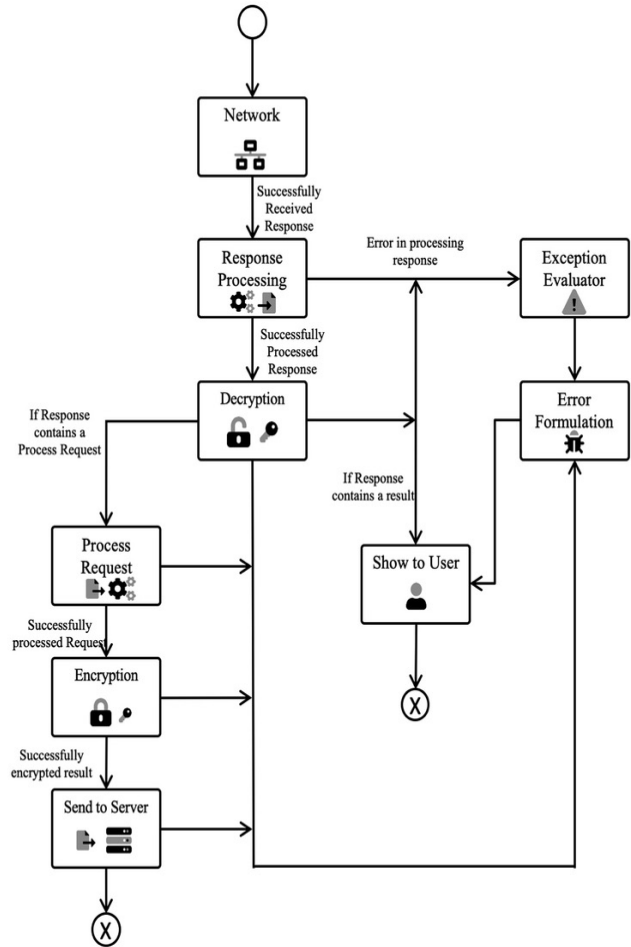 Network
Successfully
Received
Response
Response
Processing
Error in processing
response
Exception
Evaluator
!
Successfully
Processed
Response
Decryption
Error
Formulation
If Response
contains a
Process Request
If Response
contains a result
Process
Request
Show to User
Successfully
processed Request
Encryption
X
Successfully
encrypted result
Send to Server
X